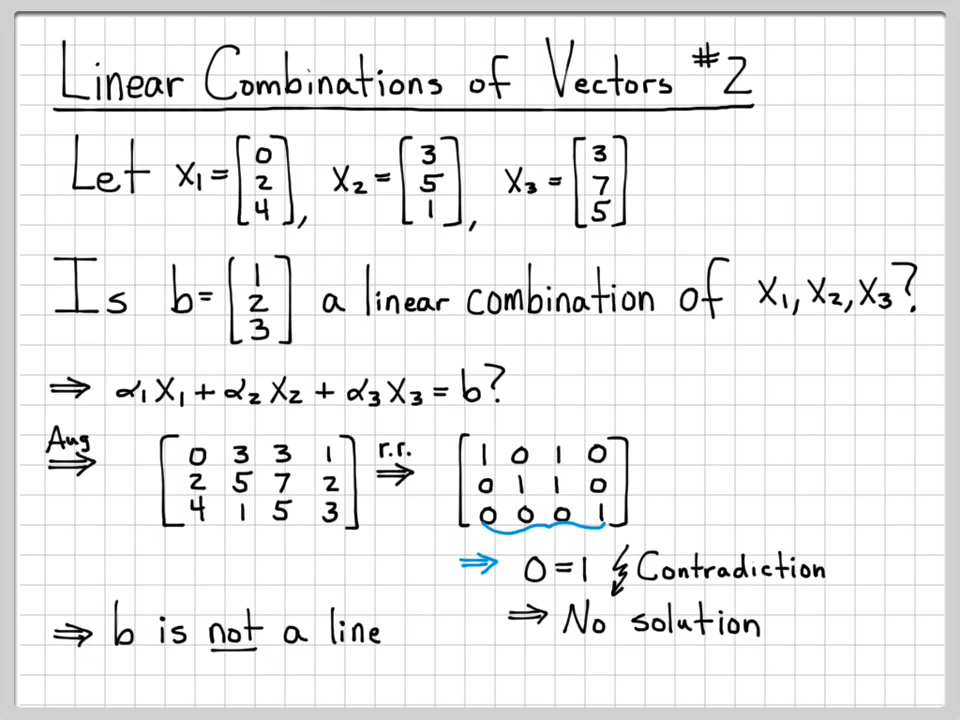 Linear Combinations of Vectors #2
Let x₁ = [0 2 4], x₂ = [3 5 1], x₃ = [3 7 5]
Is b = [1 2 3] a linear combination of x₁, x₂, x₃?
⇒ α₁x₁ + α₂x₂ + α₃x₃ = b?
Aug ⇒ [0 3 3 1 r.r. ⇒ [1 0 1 0
2 5 7 2 0 1 1 0
4 1 5 3] 0 0 0 1]
⇒ 0 = 1 ↯ Contradiction
⇒ No solution
⇒ b is not a line